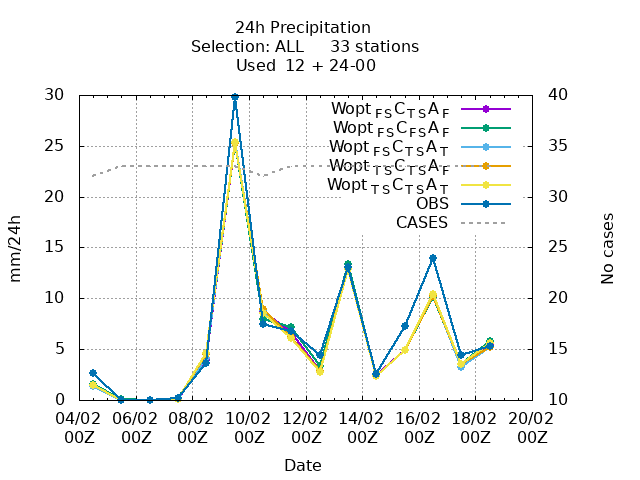 24h Precipitation
Selection: ALL 33 stations
Used 12 + 24-00
30 40
25 35
20 30
15 25
10 20
5 15
0 10
mm/24h
No cases
Wopt FS C TS A F
Wopt FS C FS A F
Wopt FS C TS A T
Wopt TS C TS A F
Wopt TS C TS A T
OBS
CASES
04/02 06/02 08/02 10/02 12/02 14/02 16/02 18/02 20/02
00Z 00Z 00Z 00Z 00Z 00Z 00Z 00Z 00Z
Date